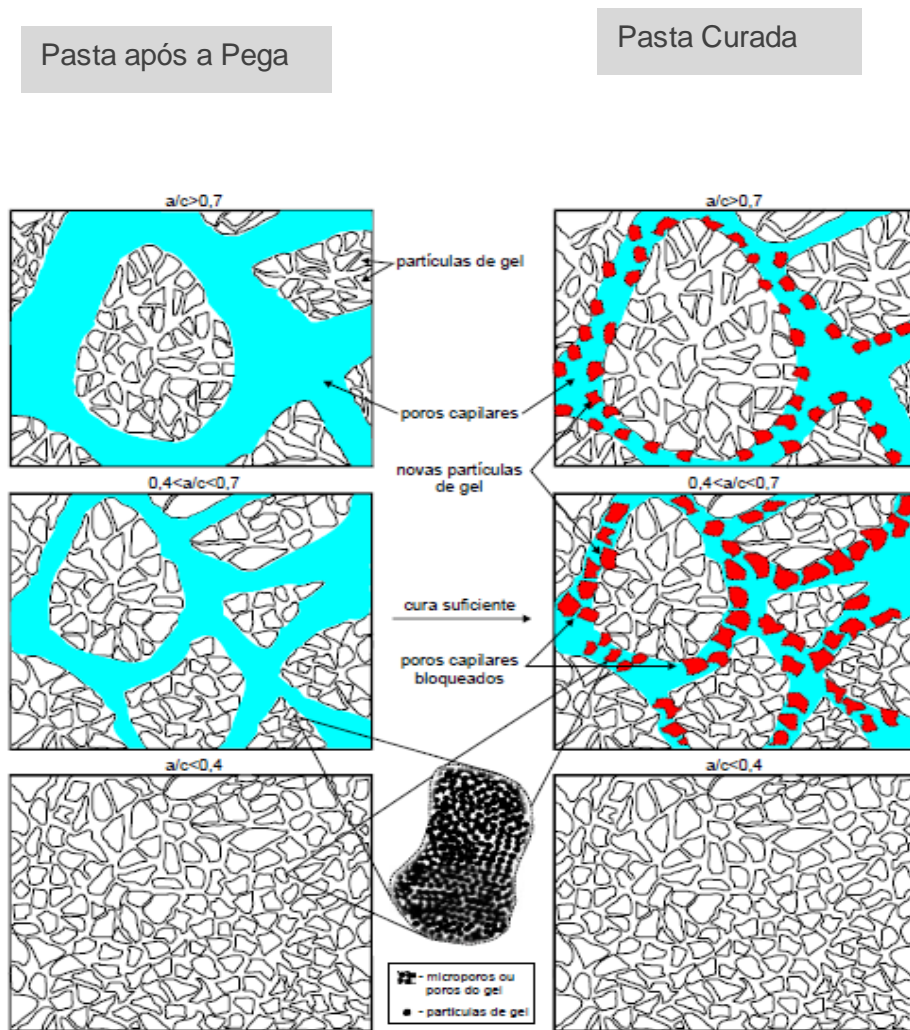 Pasta após a Pega
Pasta Curada
a/c>0,7
a/c>0,7
partículas de gel
poros capilares
novas partículas
de gel
0,4<a/c<0,7
0,4<a/c<0,7
cura suficiente
poros capilares
bloqueados
a/c<0,4
a/c<0,4
- microporos ou
poros do gel
- partículas de gel